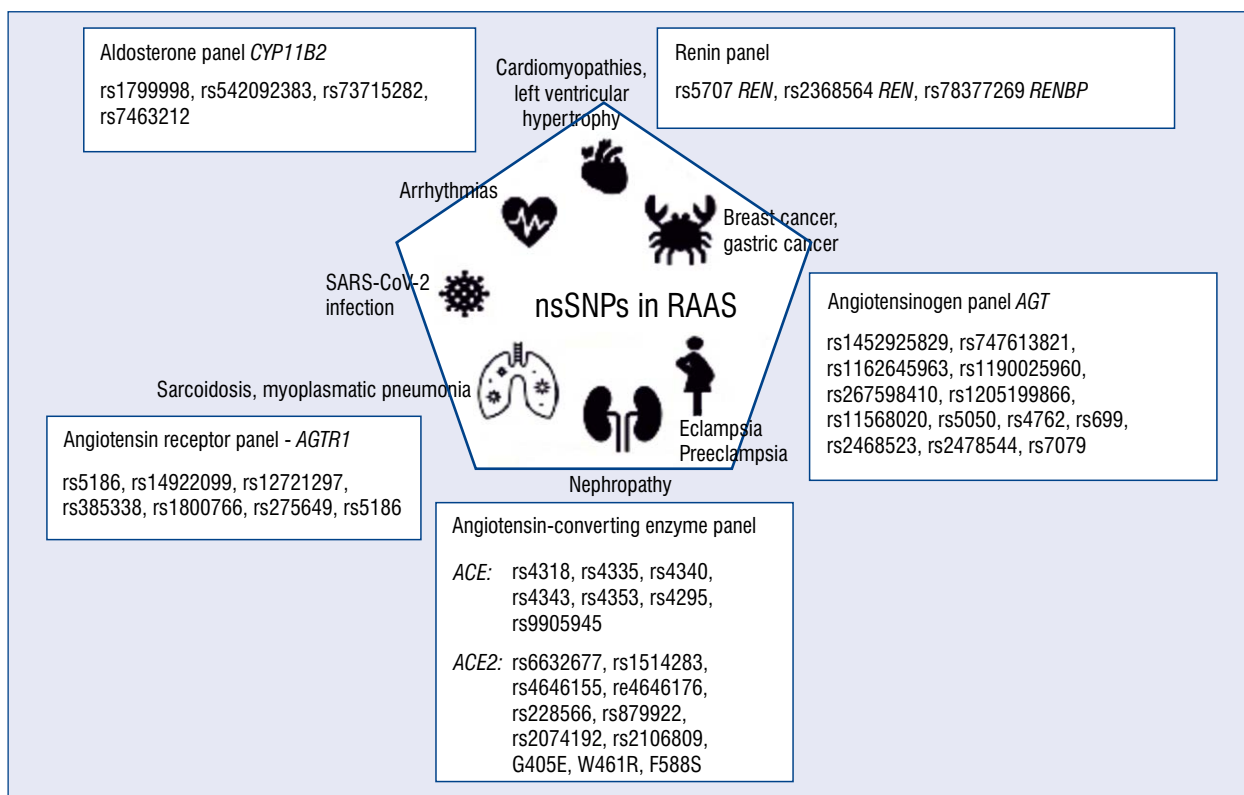 Aldosterone panel CYP11B2
rs1799998, rs542092383, rs73715282,
rs7463212
Cardiomyopathies,
left ventricular
hypertrophy
Renin panel
rs5707 REN, rs2368564 REN, rs78377269 RENBP
Arrhythmias
Breast cancer,
gastric cancer
SARS-CoV-2
infection
nsSNPs in RAAS
Sarcoidosis, myoplasmatic pneumonia
Eclampsia
Preeclampsia
Nephropathy
Angiotensinogen panel AGT
rs1452925829, rs747613821,
rs1162645963, rs1190025960,
rs267598410, rs1205199866,
rs11568020, rs5050, rs4762, rs699,
rs2468523, rs2478544, rs7079
Angiotensin receptor panel - AGTR1
rs5186, rs14922099, rs12721297,
rs385338, rs1800766, rs275649, rs5186
Angiotensin-converting enzyme panel
ACE: rs4318, rs4335, rs4340,
rs4343, rs4353, rs4295,
rs9905945
ACE2: rs6632677, rs1514283,
rs4646155, re4646176,
rs228566, rs879922,
rs2074192, rs2106809,
G405E, W461R, F588S